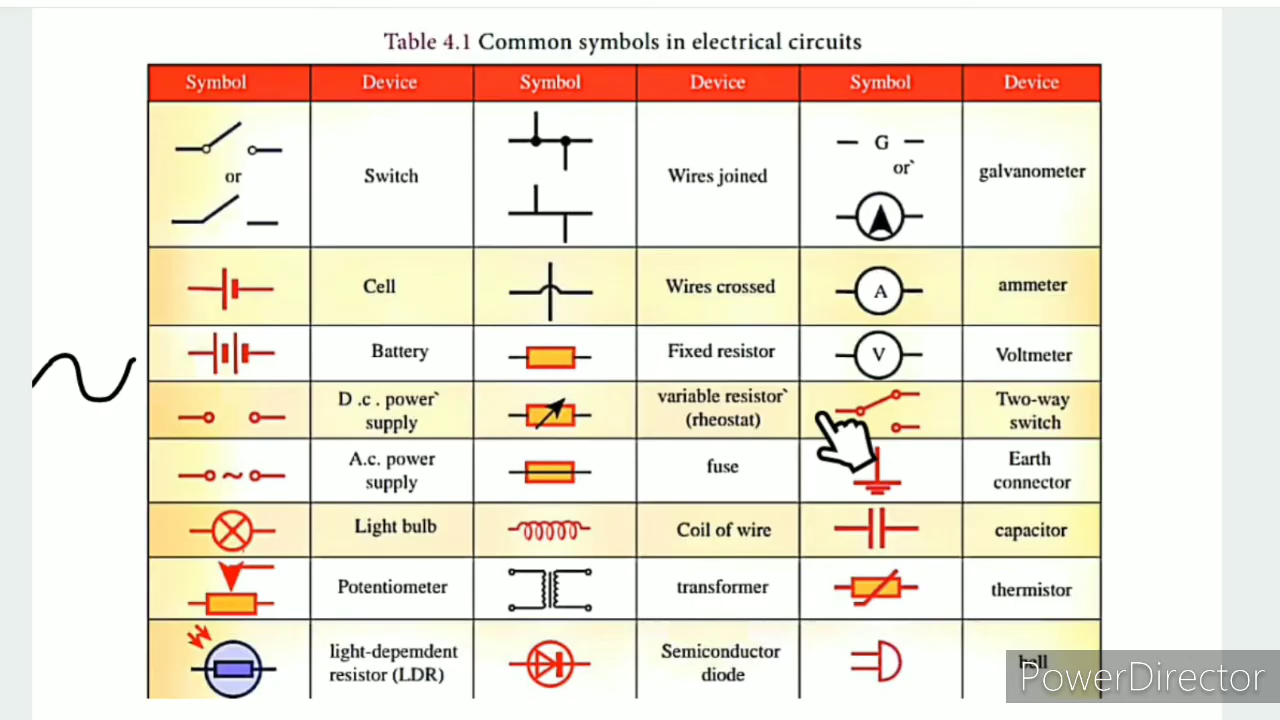 Table 4.1 Common symbols in electrical circuits
Symbol Device Symbol Device Symbol Device
or
Switch
Wires joined
G
or`
galvanometer
Cell
Wires crossed
A
ammeter
Battery
Fixed resistor
V
Voltmeter
D .c . power`
supply
variable resistor`
(rheostat)
Two-way
switch
A.c. power
supply
fuse
Earth
connector
Light bulb
Coil of wire
capacitor
Potentiometer
transformer
thermistor
light-depemdent
resistor (LDR)
Semiconductor
diode
bell
PowerDirector